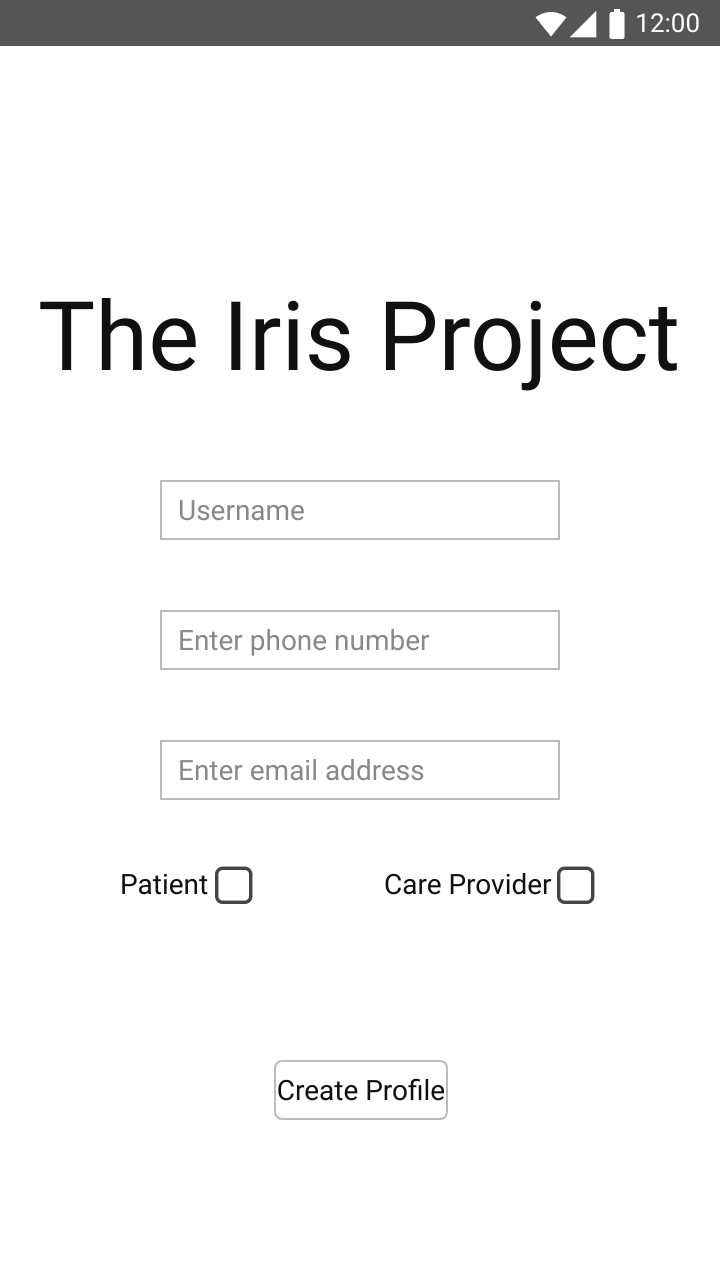 12:00
The Iris Project
Username
Enter phone number
Enter email address
Patient Care Provider
Create Profile